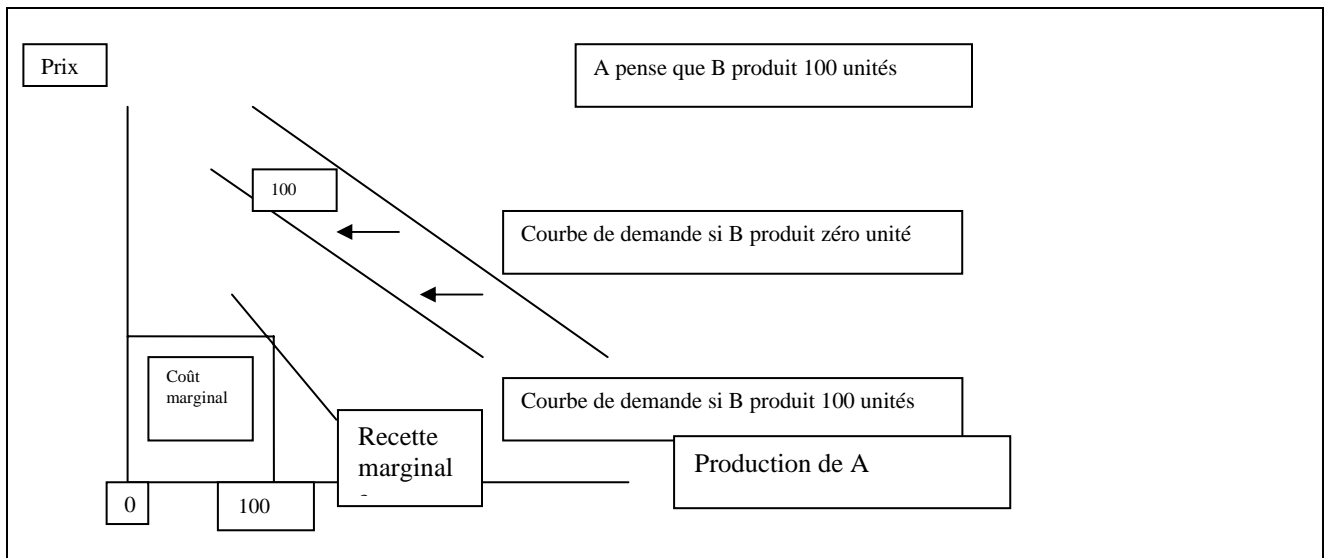 Prix
A pense que B produit 100 unités
100
Courbe de demande si B produit zéro unité
Coût
marginal
Courbe de demande si B produit 100 unités
Recette
marginal
Production de A
0
100